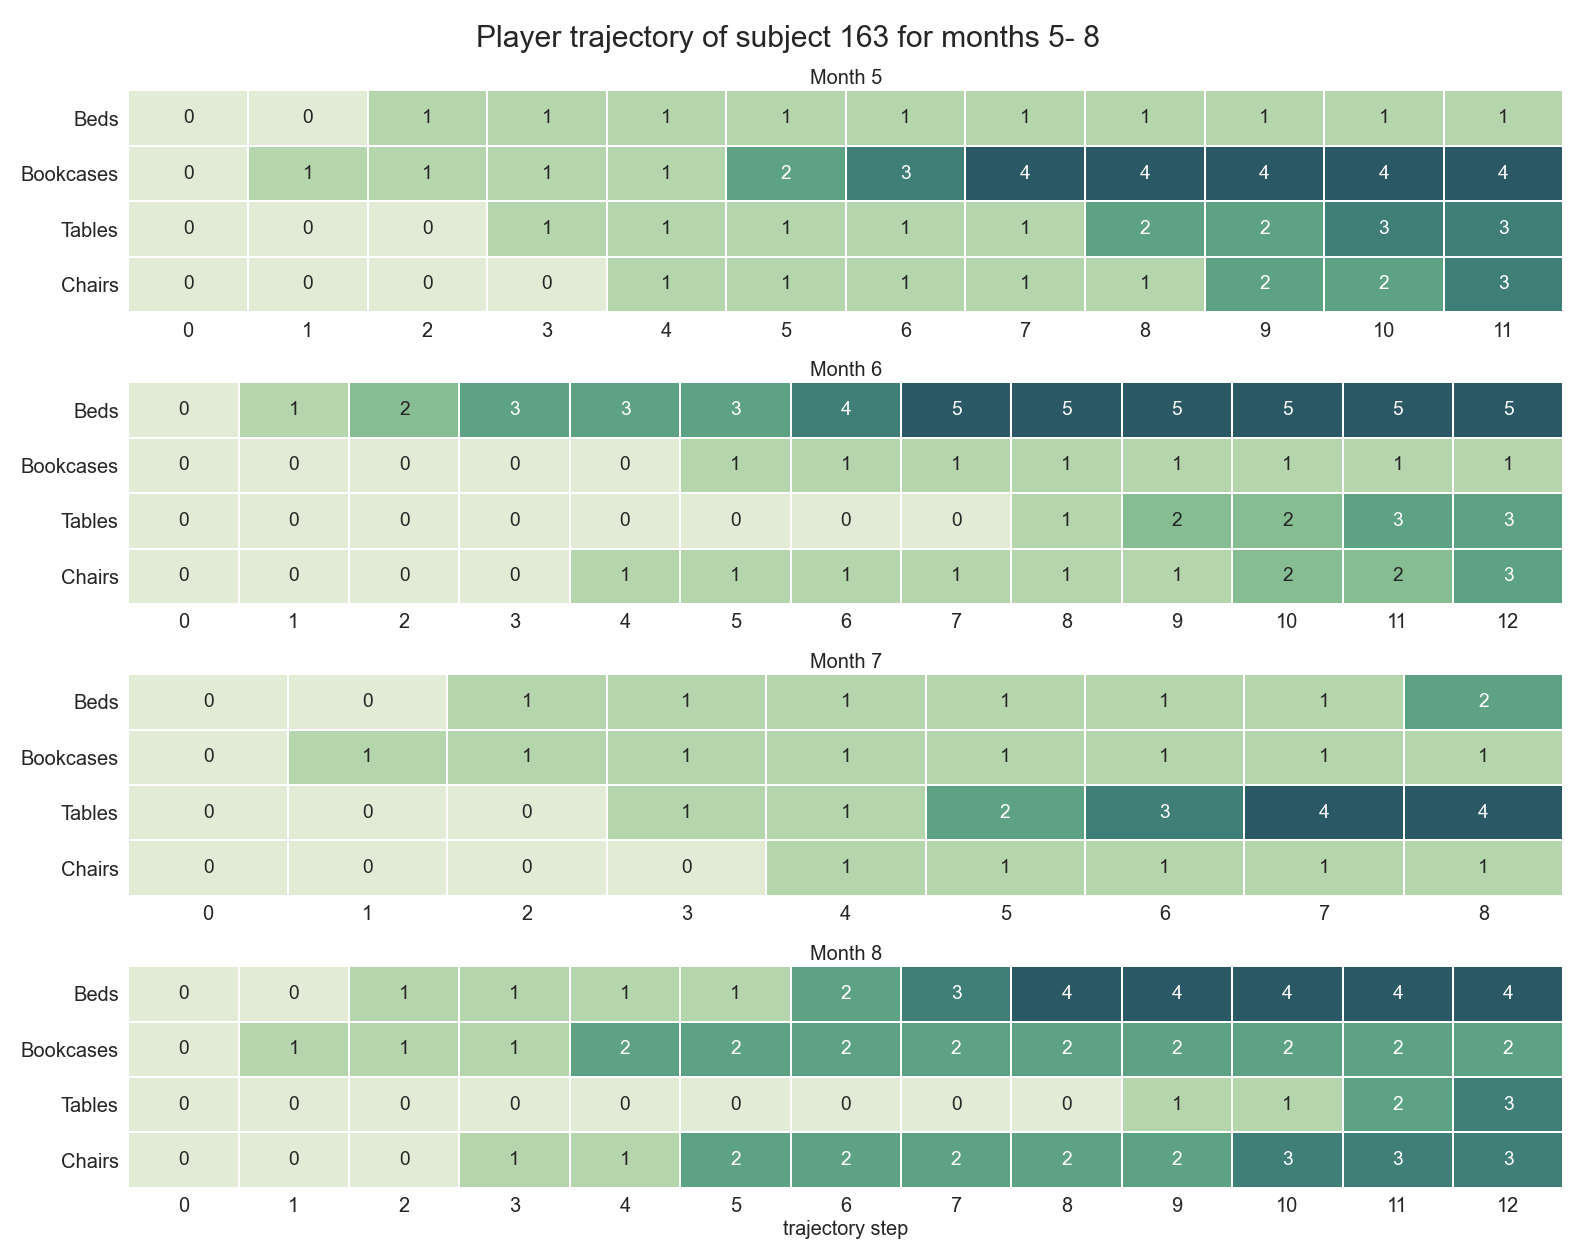 Player trajectory of subject 163 for months 5- 8
Month 5
Beds 0 0 1 1 1 1 1 1 1 1 1 1
Bookcases 0 1 1 1 1 2 3 4 4 4 4 4
Tables 0 0 0 1 1 1 1 1 2 2 3 3
Chairs 0 0 0 0 1 1 1 1 1 2 2 3
0 1 2 3 4 5 6 7 8 9 10 11
Month 6
Beds 0 1 2 3 3 3 4 5 5 5 5 5 5
Bookcases 0 0 0 0 0 1 1 1 1 1 1 1 1
Tables 0 0 0 0 0 0 0 0 1 2 2 3 3
Chairs 0 0 0 0 1 1 1 1 1 1 2 2 3
0 1 2 3 4 5 6 7 8 9 10 11 12
Month 7
Beds 0 0 1 1 1 1 1 1 2
Bookcases 0 1 1 1 1 1 1 1 1
Tables 0 0 0 1 1 2 3 4 4
Chairs 0 0 0 0 1 1 1 1 1
0 1 2 3 4 5 6 7 8
Month 8
Beds 0 0 1 1 1 1 2 3 4 4 4 4 4
Bookcases 0 1 1 1 2 2 2 2 2 2 2 2 2
Tables 0 0 0 0 0 0 0 0 0 1 1 2 3
Chairs 0 0 0 1 1 2 2 2 2 2 3 3 3
0 1 2 3 4 5 6 7 8 9 10 11 12
trajectory step